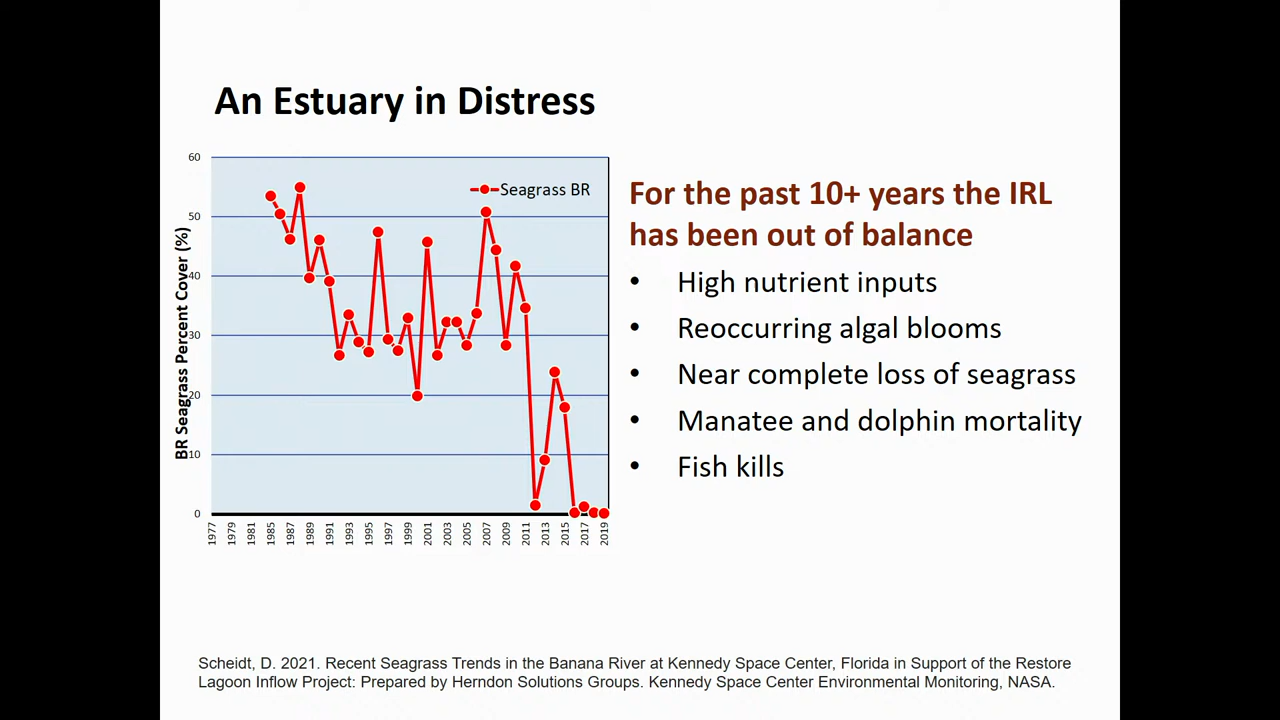 An Estuary in Distress
60
50
40
30
20
10
0
BR Seagrass Percent Cover (%)
Seagrass BR
1977
1979
1981
1983
1985
1987
1989
1991
1993
1995
1997
1999
2001
2003
2005
2007
2009
2011
2013
2015
2017
2019
For the past 10+ years the IRL
has been out of balance
• High nutrient inputs
• Reoccurring algal blooms
• Near complete loss of seagrass
• Manatee and dolphin mortality
• Fish kills
Scheidt, D. 2021. Recent Seagrass Trends in the Banana River at Kennedy Space Center, Florida in Support of the Restore
Lagoon Inflow Project: Prepared by Herndon Solutions Groups. Kennedy Space Center Environmental Monitoring, NASA.